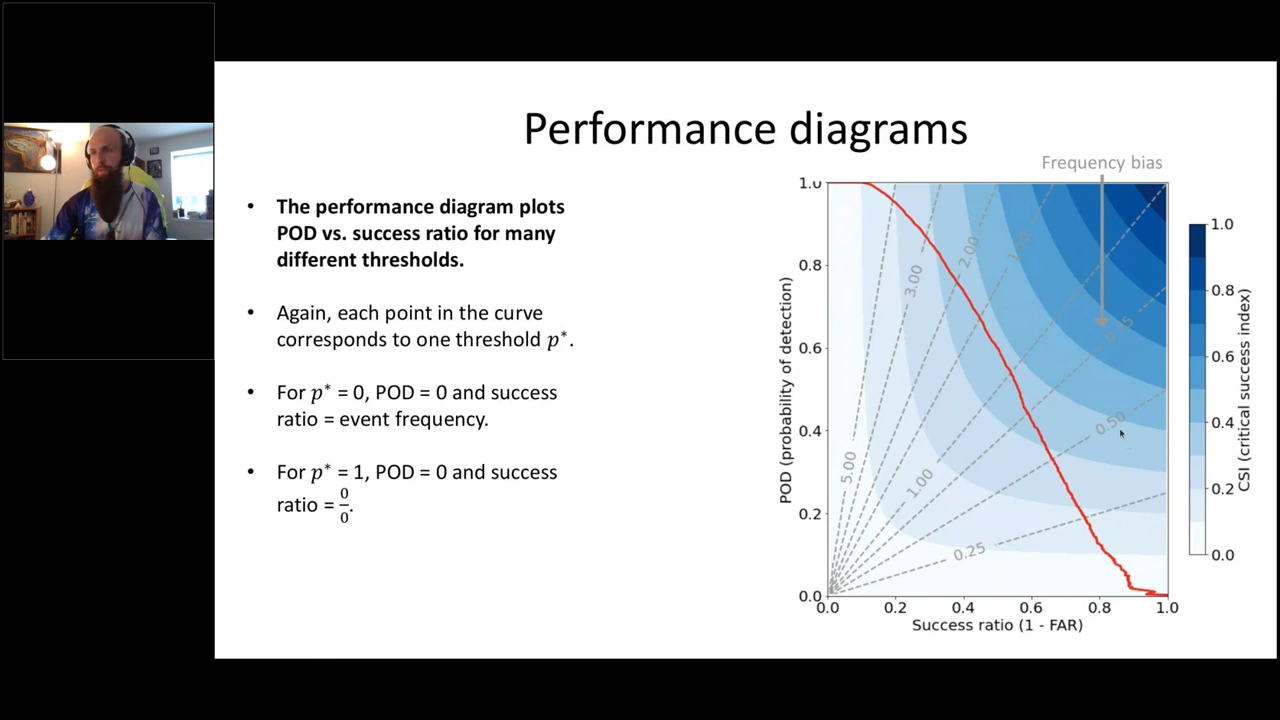 Performance diagrams
• The performance diagram plots
POD vs. success ratio for many
different thresholds.
• Again, each point in the curve
corresponds to one threshold p*.
• For p* = 0, POD = 0 and success
ratio = event frequency.
• For p* = 1, POD = 0 and success
ratio = 0/0.
Frequency bias
1.0
0.8
0.6
0.4
0.2
0.0
POD (probability of detection)
0.0 0.2 0.4 0.6 0.8 1.0
Success ratio (1 - FAR)
5.00
3.00
2.00
1.00
0.50
0.25
1.0
0.8
0.6
0.4
0.2
0.0
CSI (critical success index)